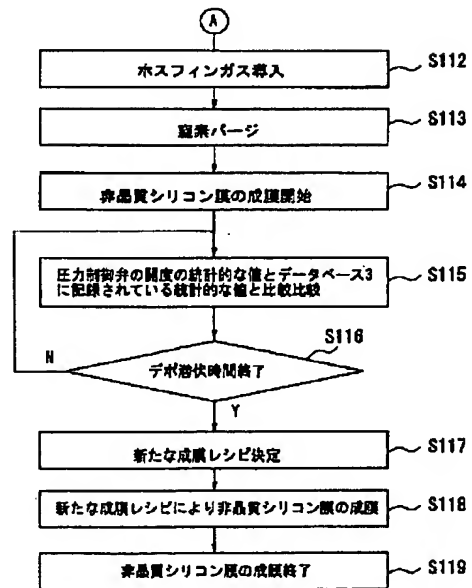 A
ホスフィンガス導入
S112
窒素パージ
S113
非晶質シリコン膜の成膜開始
S114
圧力制御弁の開度の統計的な値とデータベース3
に記録されている統計的な値と比較比較
S115
S116
デポ潜伏時間終了
N
Y
新たな成膜レシピ決定
S117
新たな成膜レシピにより非晶質シリコン膜の成膜
S118
非晶質シリコン膜の成膜終了
S119